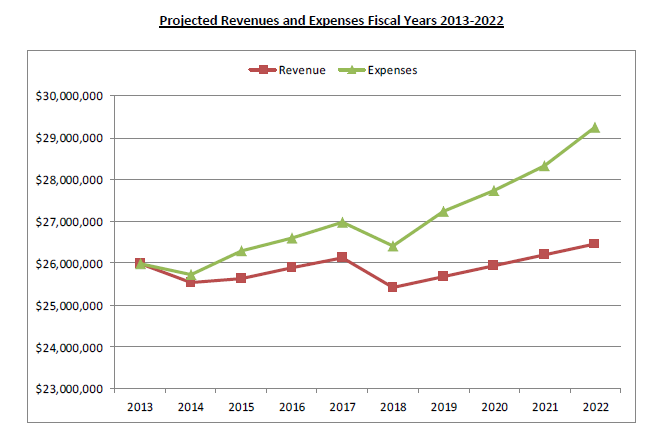 Projected Revenues and Expenses Fiscal Years 2013-2022
Revenue Expenses
$30,000,000
$29,000,000
$28,000,000
$27,000,000
$26,000,000
$25,000,000
$24,000,000
$23,000,000
2013 2014 2015 2016 2017 2018 2019 2020 2021 2022